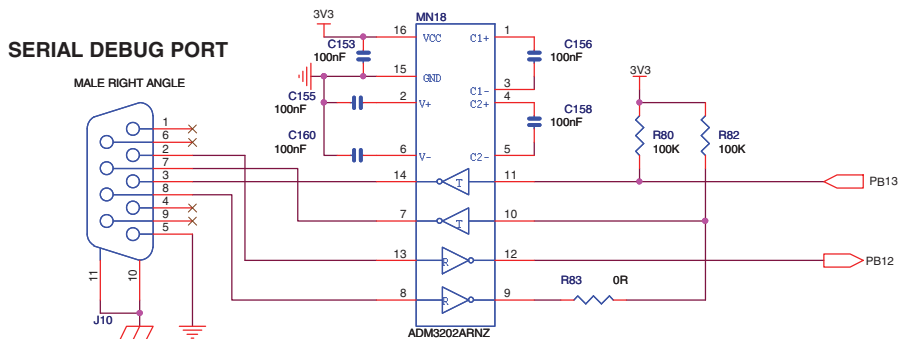 SERIAL DEBUG PORT
MALE RIGHT ANGLE
3V3
MN18
C153
100nF
16
VCC
C1+
1
C156
100nF
15
GND
C1-
3
C155
100nF
2
V+
C2+
4
C158
100nF
C160
100nF
6
V-
C2-
5
3V3
R80
100K
R82
100K
1
6
2
7
3
8
4
9
5
14
T
11
PB13
7
T
10
13
R
12
PB12
8
R
9
R83
0R
11
10
J10
ADM3202ARNZ